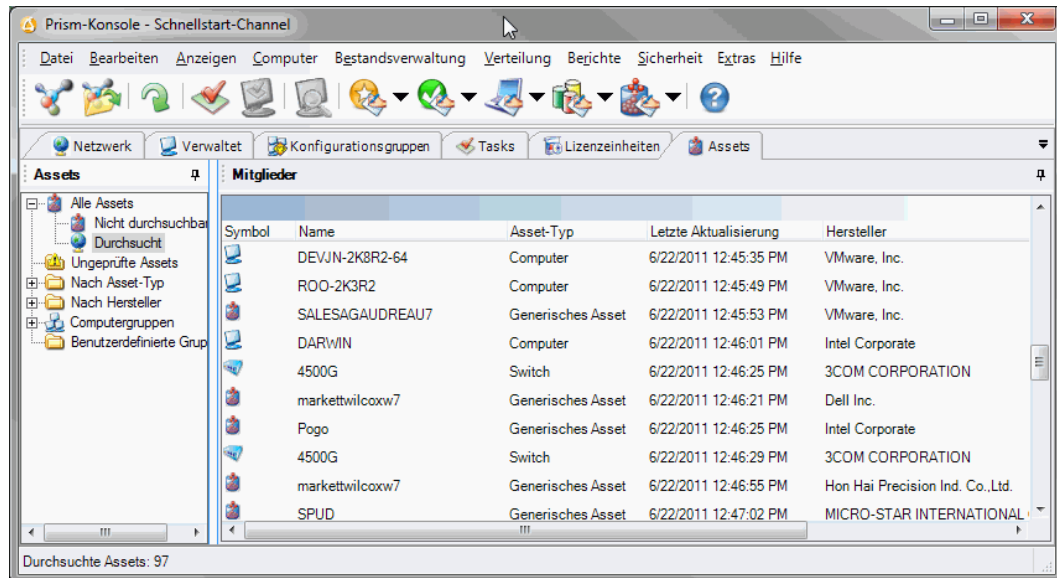 Prism-Konsole - Schnellstart-Channel
Datei Bearbeiten Anzeigen Computer Bestandsverwaltung Verteilung Berichte Sicherheit Extras Hilfe
Netzwerk Verwaltet Konfigurationsgruppen Tasks Lizenzeinheiten Assets
Assets
Mitglieder
Alle Assets
Nicht durchsuchbar
Durchsucht
Ungeprüfte Assets
Nach Asset-Typ
Nach Hersteller
Computergruppen
Benutzerdefinierte Grup
Symbol Name Asset-Typ Letzte Aktualisierung Hersteller
DEVJN-2K8R2-64 Computer 6/22/2011 12:45:35 PM VMware, Inc.
ROO-2K3R2 Computer 6/22/2011 12:45:49 PM VMware, Inc.
SALESAGAUDREAU7 Generisches Asset 6/22/2011 12:45:53 PM VMware, Inc.
DARWIN Computer 6/22/2011 12:46:01 PM Intel Corporate
4500G Switch 6/22/2011 12:46:25 PM 3COM CORPORATION
markettwilcoxw7 Generisches Asset 6/22/2011 12:46:21 PM Dell Inc.
Pogo Generisches Asset 6/22/2011 12:46:25 PM Intel Corporate
4500G Switch 6/22/2011 12:46:29 PM 3COM CORPORATION
markettwilcoxw7 Generisches Asset 6/22/2011 12:46:55 PM Hon Hai Precision Ind. Co.,Ltd.
SPUD Generisches Asset 6/22/2011 12:47:02 PM MICRO-STAR INTERNATIONAL
Durchsuchte Assets: 97